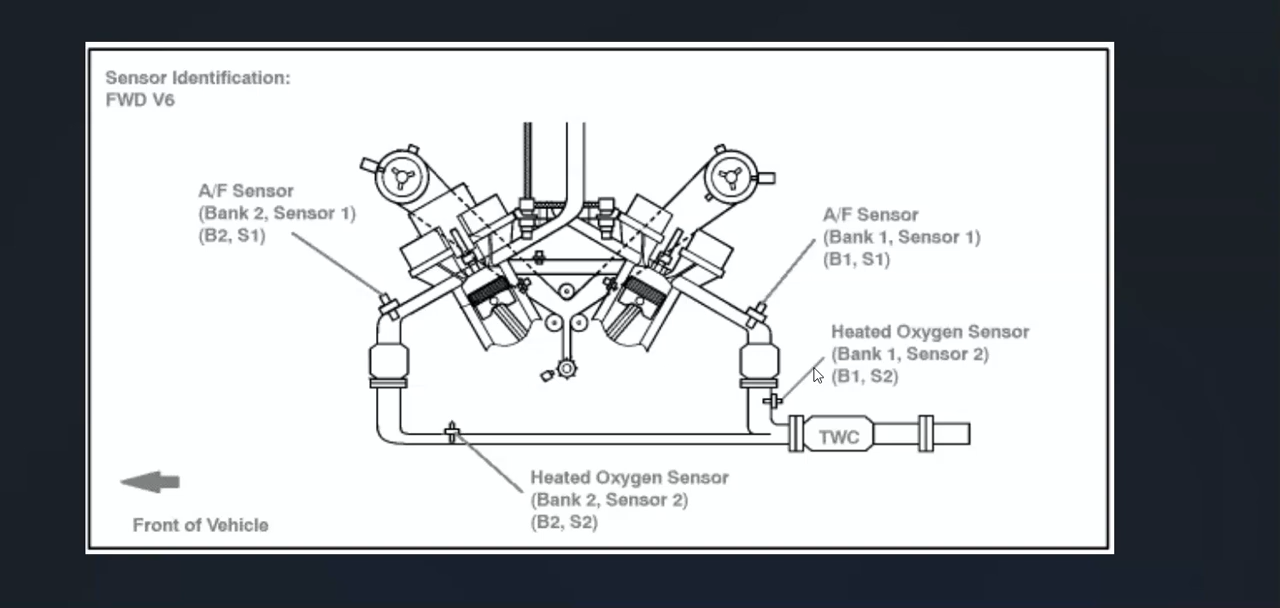 Sensor Identification:
FWD V6
A/F Sensor
(Bank 2, Sensor 1)
(B2, S1)
A/F Sensor
(Bank 1, Sensor 1)
(B1, S1)
Heated Oxygen Sensor
(Bank 1, Sensor 2)
(B1, S2)
TWC
Heated Oxygen Sensor
(Bank 2, Sensor 2)
(B2, S2)
Front of Vehicle